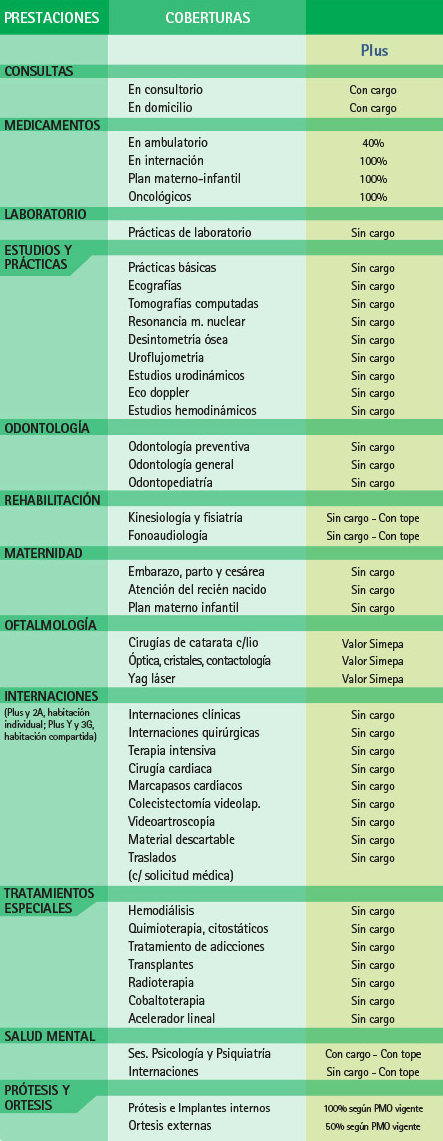 PRESTACIONES COBERTURAS
Plus
CONSULTAS
En consultorio Con cargo
En domicilio Con cargo
MEDICAMENTOS
En ambulatorio 40%
En internación 100%
Plan materno-infantil 100%
Oncológicos 100%
LABORATORIO
Prácticas de laboratorio Sin cargo
ESTUDIOS Y
PRÁCTICAS
Prácticas básicas Sin cargo
Ecografías Sin cargo
Tomografías computadas Sin cargo
Resonancia m. nuclear Sin cargo
Desintometría ósea Sin cargo
Uroflujometría Sin cargo
Estudios urodinámicos Sin cargo
Eco doppler Sin cargo
Estudios hemodinámicos Sin cargo
ODONTOLOGÍA
Odontología preventiva Sin cargo
Odontología general Sin cargo
Odontopediatría Sin cargo
REHABILITACIÓN
Kinesiología y fisiatría Sin cargo - Con tope
Fonoaudiología Sin cargo - Con tope
MATERNIDAD
Embarazo, parto y cesárea Sin cargo
Atención del recién nacido Sin cargo
Plan materno infantil Sin cargo
OFTALMOLOGÍA
Cirugías de catarata c/lio Valor Simepa
Óptica, cristales, contactología Valor Simepa
Yag láser Valor Simepa
INTERNACIONES
(Plus y 2A, habitación
individual; Plus Y y 3G,
habitación compartida)
Internaciones clínicas Sin cargo
Internaciones quirúrgicas Sin cargo
Terapia intensiva Sin cargo
Cirugía cardíaca Sin cargo
Marcapasos cardíacos Sin cargo
Colecistectomía videolap. Sin cargo
Videoartroscopía Sin cargo
Material descartable Sin cargo
Traslados Sin cargo
(c/ solicitud médica)
TRATAMIENTOS
ESPECIALES
Hemodiálisis Sin cargo
Quimioterapia, citostáticos Sin cargo
Tratamiento de adicciones Sin cargo
Transplantes Sin cargo
Radioterapia Sin cargo
Cobaltoterapia Sin cargo
Acelerador lineal Sin cargo
SALUD MENTAL
Ses. Psicología y Psiquiatría Con cargo - Con tope
Internaciones Sin cargo - Con tope
PRÓTESIS Y
ORTESIS
Prótesis e Implantes internos 100% según PMO vigente
Ortesis externas 50% según PMO vigente